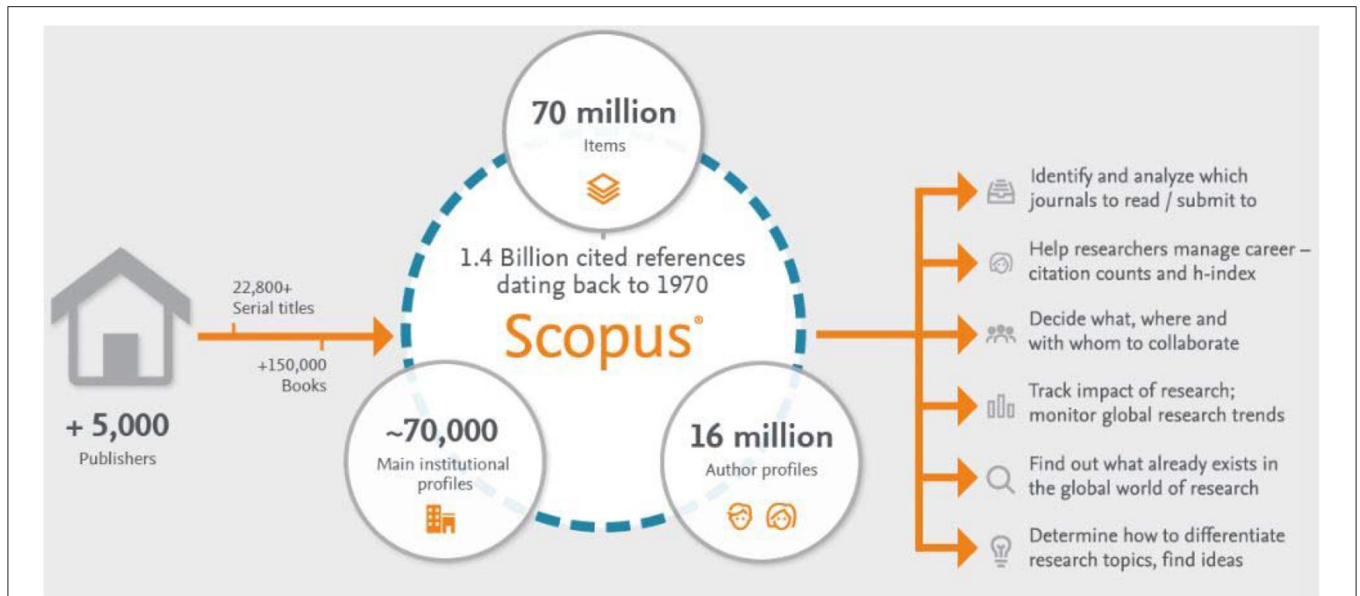 + 5,000
Publishers
22,800+
Serial titles
+150,000
Books
70 million
Items
1.4 Billion cited references
dating back to 1970
Scopus®
~70,000
Main institutional
profiles
16 million
Author profiles
Identify and analyze which
journals to read / submit to
Help researchers manage career –
citation counts and h-index
Decide what, where and
with whom to collaborate
Track impact of research;
monitor global research trends
Find out what already exists in
the global world of research
Determine how to differentiate
research topics, find ideas